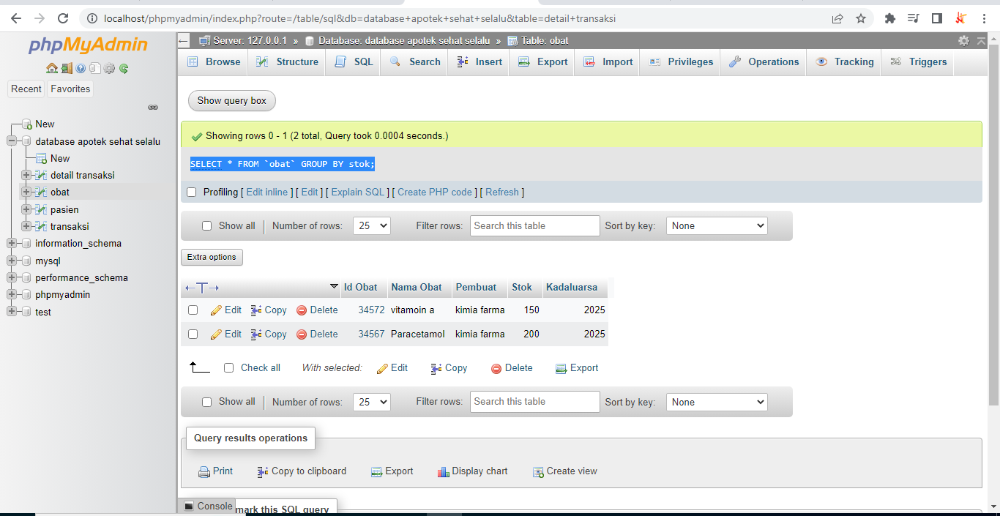 localhost/phpmyadmin/index.php?route=/table/sql&db=database+apotek+sehat+selalu&table=detail+transaksi
phpMyAdmin
Recent Favorites
New
database apotek sehat selalu
New
detail transaksi
obat
pasien
transaksi
information_schema
mysql
performance_schema
phpmyadmin
test
Server: 127.0.0.1 » Database: database apotek sehat selalu » Table: obat
Browse Structure SQL Search Insert Export Import Privileges Operations Tracking Triggers
Show query box
Showing rows 0 - 1 (2 total, Query took 0.0004 seconds.)
SELECT * FROM `obat` GROUP BY stok;
Profiling [ Edit inline ] [ Edit ] [ Explain SQL ] [ Create PHP code ] [ Refresh ]
Show all Number of rows: 25 Filter rows: Search this table Sort by key: None
Extra options
←T→ Id Obat Nama Obat Pembuat Stok Kadaluarsa
Edit Copy Delete 34572 vitamoin a kimia farma 150 2025
Edit Copy Delete 34567 Paracetamol kimia farma 200 2025
Check all With selected: Edit Copy Delete Export
Show all Number of rows: 25 Filter rows: Search this table Sort by key: None
Query results operations
Print Copy to clipboard Export Display chart Create view
Console
mark this SQL query